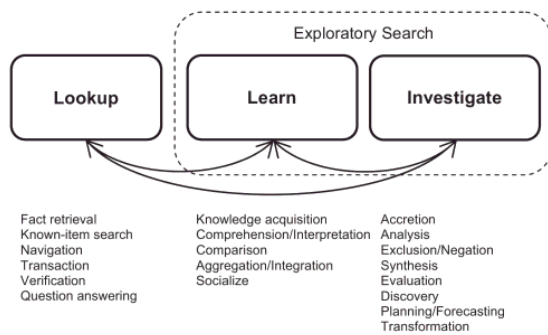 Exploratory Search
Lookup
Learn
Investigate
Fact retrieval
Known-item search
Navigation
Transaction
Verification
Question answering
Knowledge acquisition
Comprehension/Interpretation
Comparison
Aggregation/Integration
Socialize
Accretion
Analysis
Exclusion/Negation
Synthesis
Evaluation
Discovery
Planning/Forecasting
Transformation